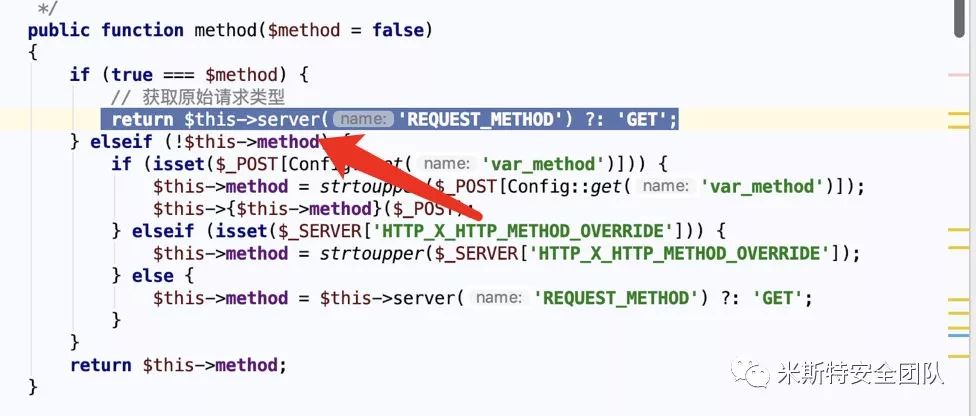 */
public function method($method = false)
{
if (true === $method) {
// 获取原始请求类型
return $this->server( name: 'REQUEST_METHOD') ?: 'GET';
} elseif (!$this->method) {
if (isset($_POST[Config::get( name: 'var_method')])) {
$this->method = strtoupper($_POST[Config::get( name: 'var_method')]);
$this->{$this->method}($_POST);
} elseif (isset($_SERVER['HTTP_X_HTTP_METHOD_OVERRIDE'])) {
$this->method = strtoupper($_SERVER['HTTP_X_HTTP_METHOD_OVERRIDE']);
} else {
$this->method = $this->server( name: 'REQUEST_METHOD') ?: 'GET';
}
}
return $this->method;
}
米斯特安全团队